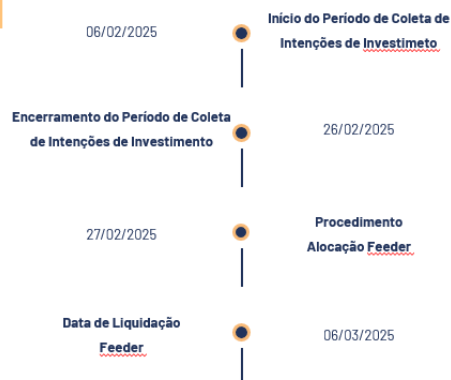 06/02/2025
Início do Período de Coleta de
Intenções de Investimeto
Encerramento do Período de Coleta
de Intenções de Investimento
26/02/2025
27/02/2025
Procedimento
Alocação Feeder
Data de Liquidação
Feeder
06/03/2025